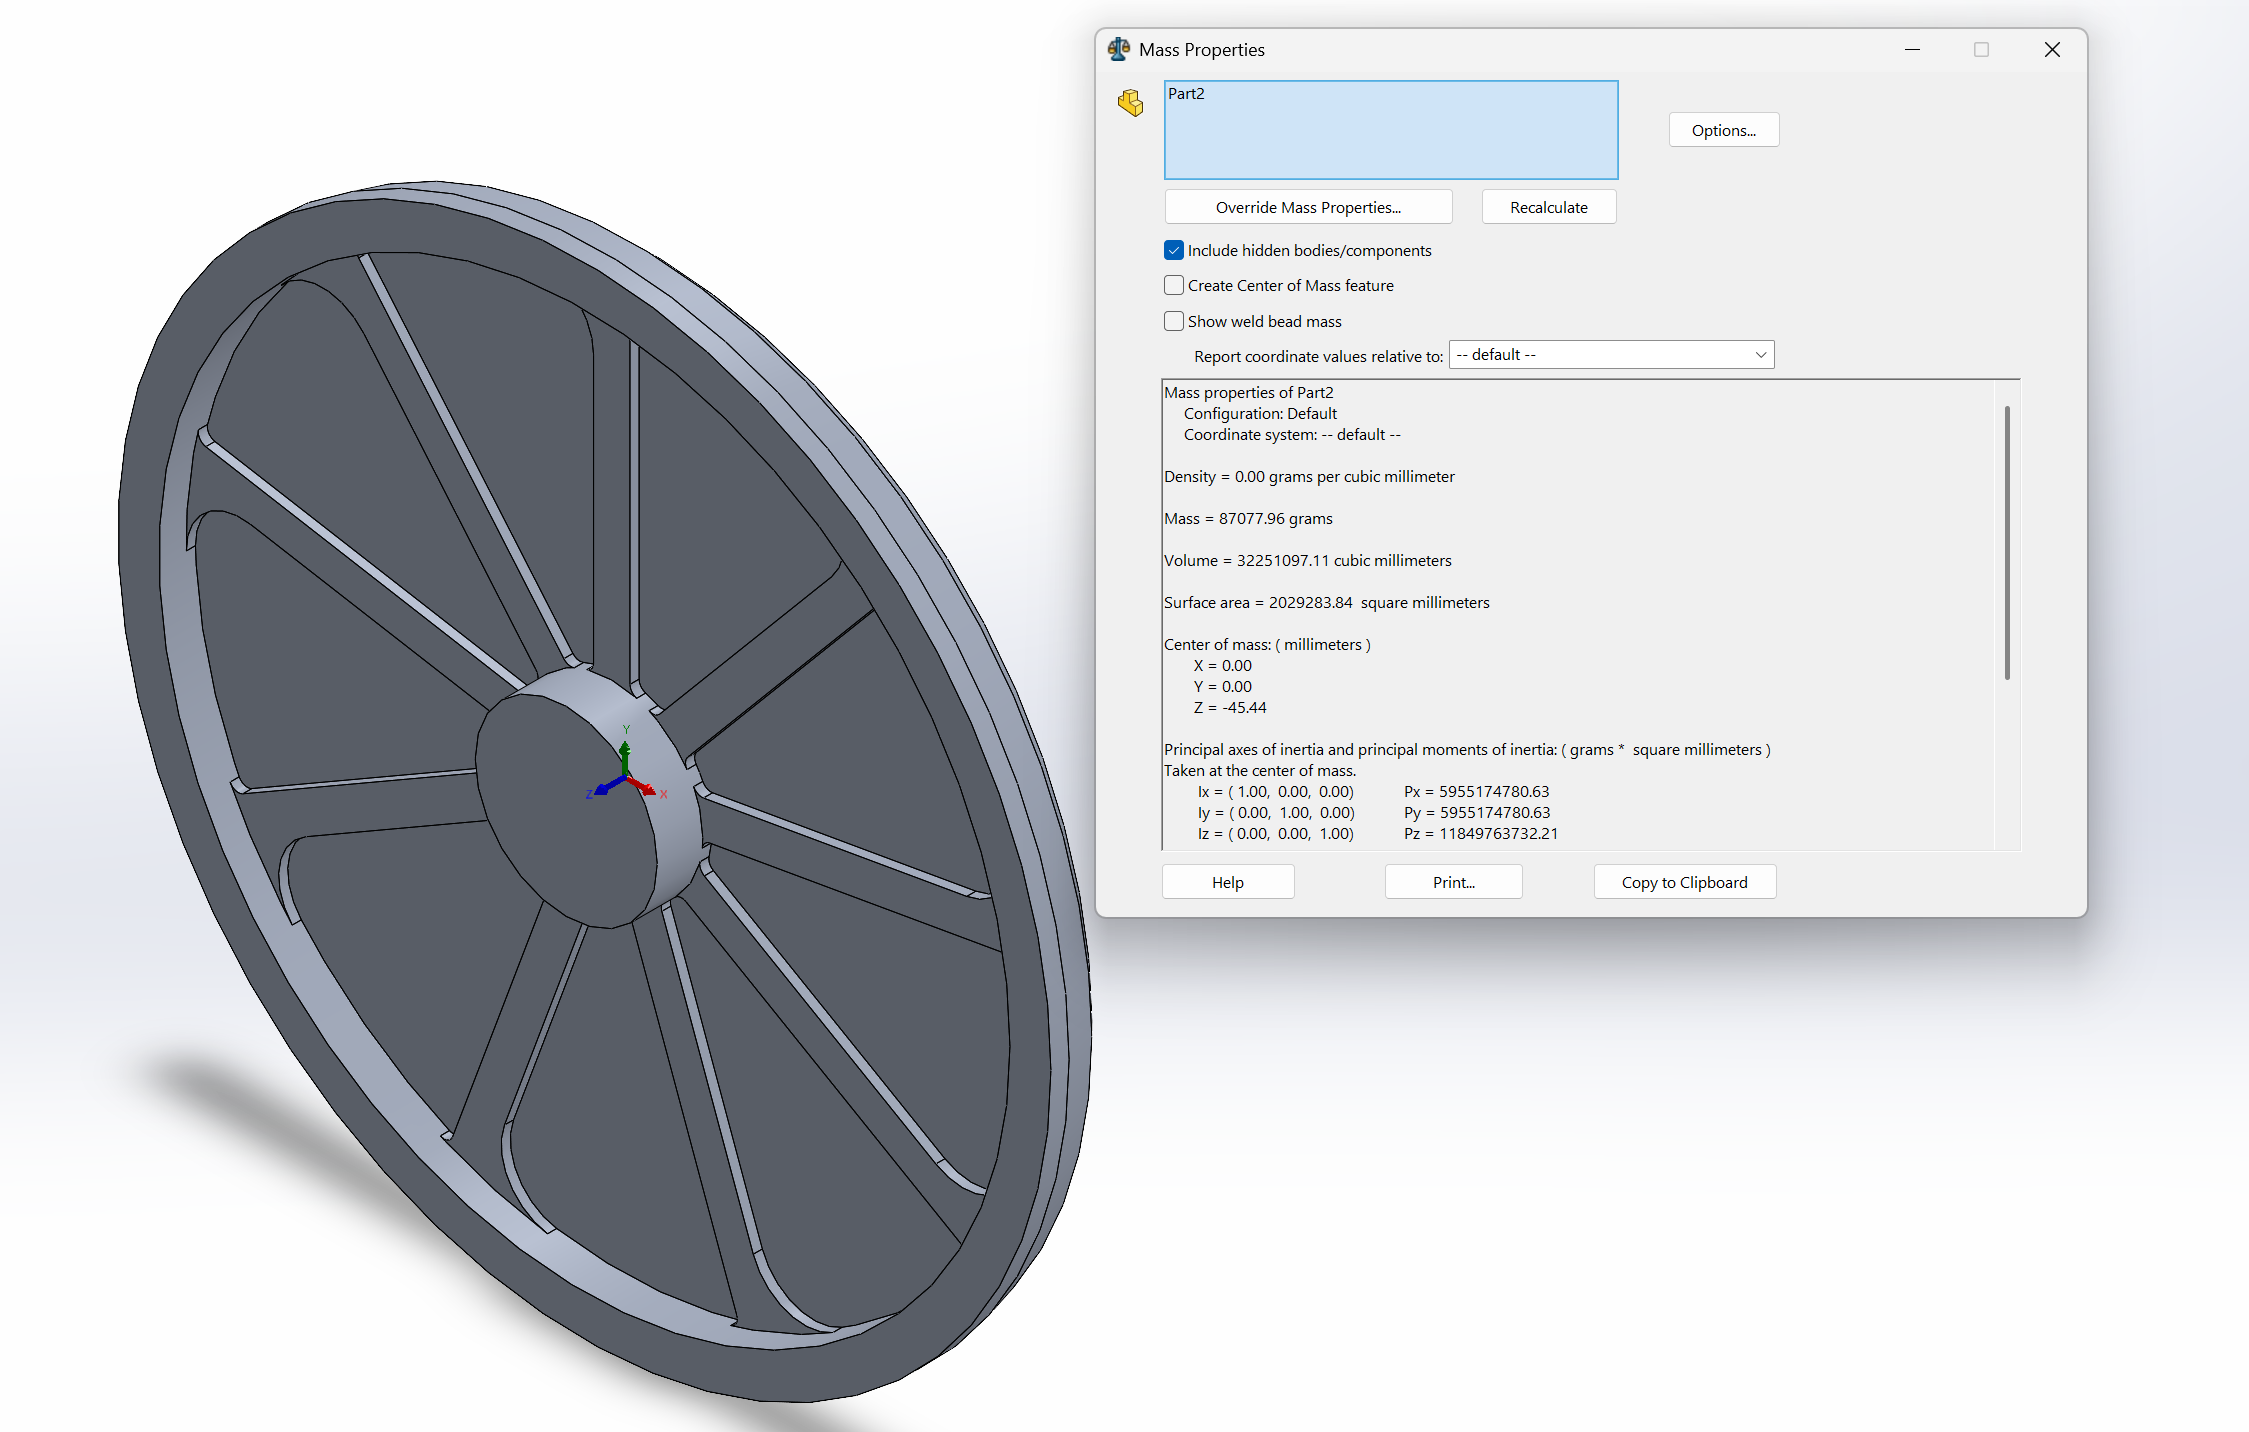 Mass Properties
Part2
Options...
Override Mass Properties...
Recalculate
Include hidden bodies/components
Create Center of Mass feature
Show weld bead mass
Report coordinate values relative to: -- default --
Mass properties of Part2
Configuration: Default
Coordinate system: -- default --
Density = 0.00 grams per cubic millimeter
Mass = 87077.96 grams
Volume = 32251097.11 cubic millimeters
Surface area = 2029283.84 square millimeters
Center of mass: ( millimeters )
X = 0.00
Y = 0.00
Z = -45.44
Principal axes of inertia and principal moments of inertia: ( grams * square millimeters )
Taken at the center of mass.
Ix = ( 1.00, 0.00, 0.00) Px = 5955174780.63
Iy = ( 0.00, 1.00, 0.00) Py = 5955174780.63
Iz = ( 0.00, 0.00, 1.00) Pz = 11849763732.21
Help
Print...
Copy to Clipboard
Y
Z
X